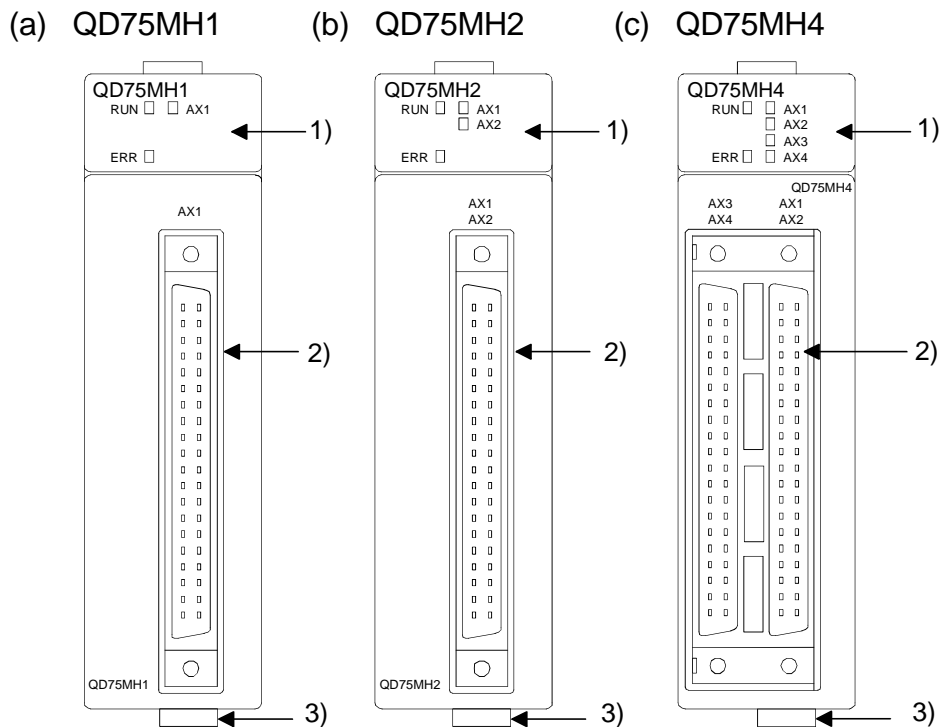 (a) QD75MH1
QD75MH1
RUN AX1
ERR
1)
AX1
2)
QD75MH1
3)
(b) QD75MH2
QD75MH2
RUN AX1
AX2
ERR
1)
AX1
AX2
2)
QD75MH2
3)
(c) QD75MH4
QD75MH4
RUN AX1
AX2
AX3
ERR AX4
1)
QD75MH4
AX3 AX1
AX4 AX2
2)
3)